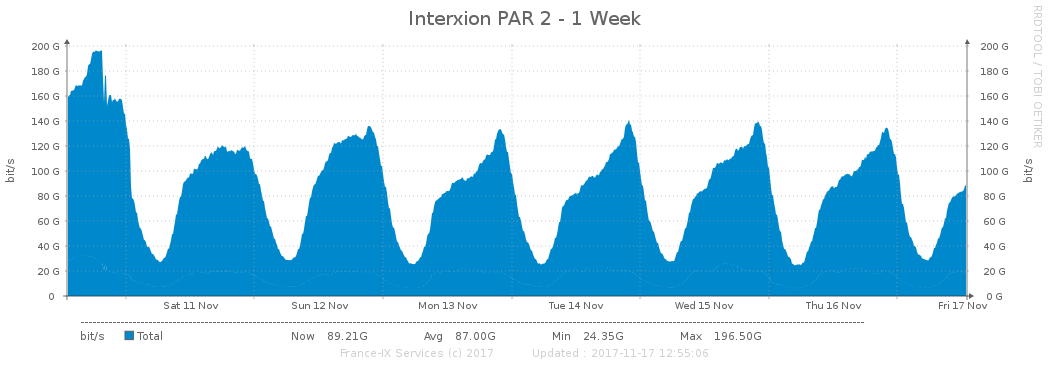 Interxion PAR 2 - 1 Week
RRDTOOL / TOBI OETIKER
200 G 200 G
180 G 180 G
160 G 160 G
140 G 140 G
120 G 120 G
100 G 100 G
80 G 80 G
60 G 60 G
40 G 40 G
20 G 20 G
0 0 G
bit/s bit/s
Sat 11 Nov Sun 12 Nov Mon 13 Nov Tue 14 Nov Wed 15 Nov Thu 16 Nov Fri 17 Nov
bit/s Total Now 89.21G Avg 87.00G Min 24.35G Max 196.50G
France-IX Services (c) 2017 Updated : 2017-11-17 12:55:06